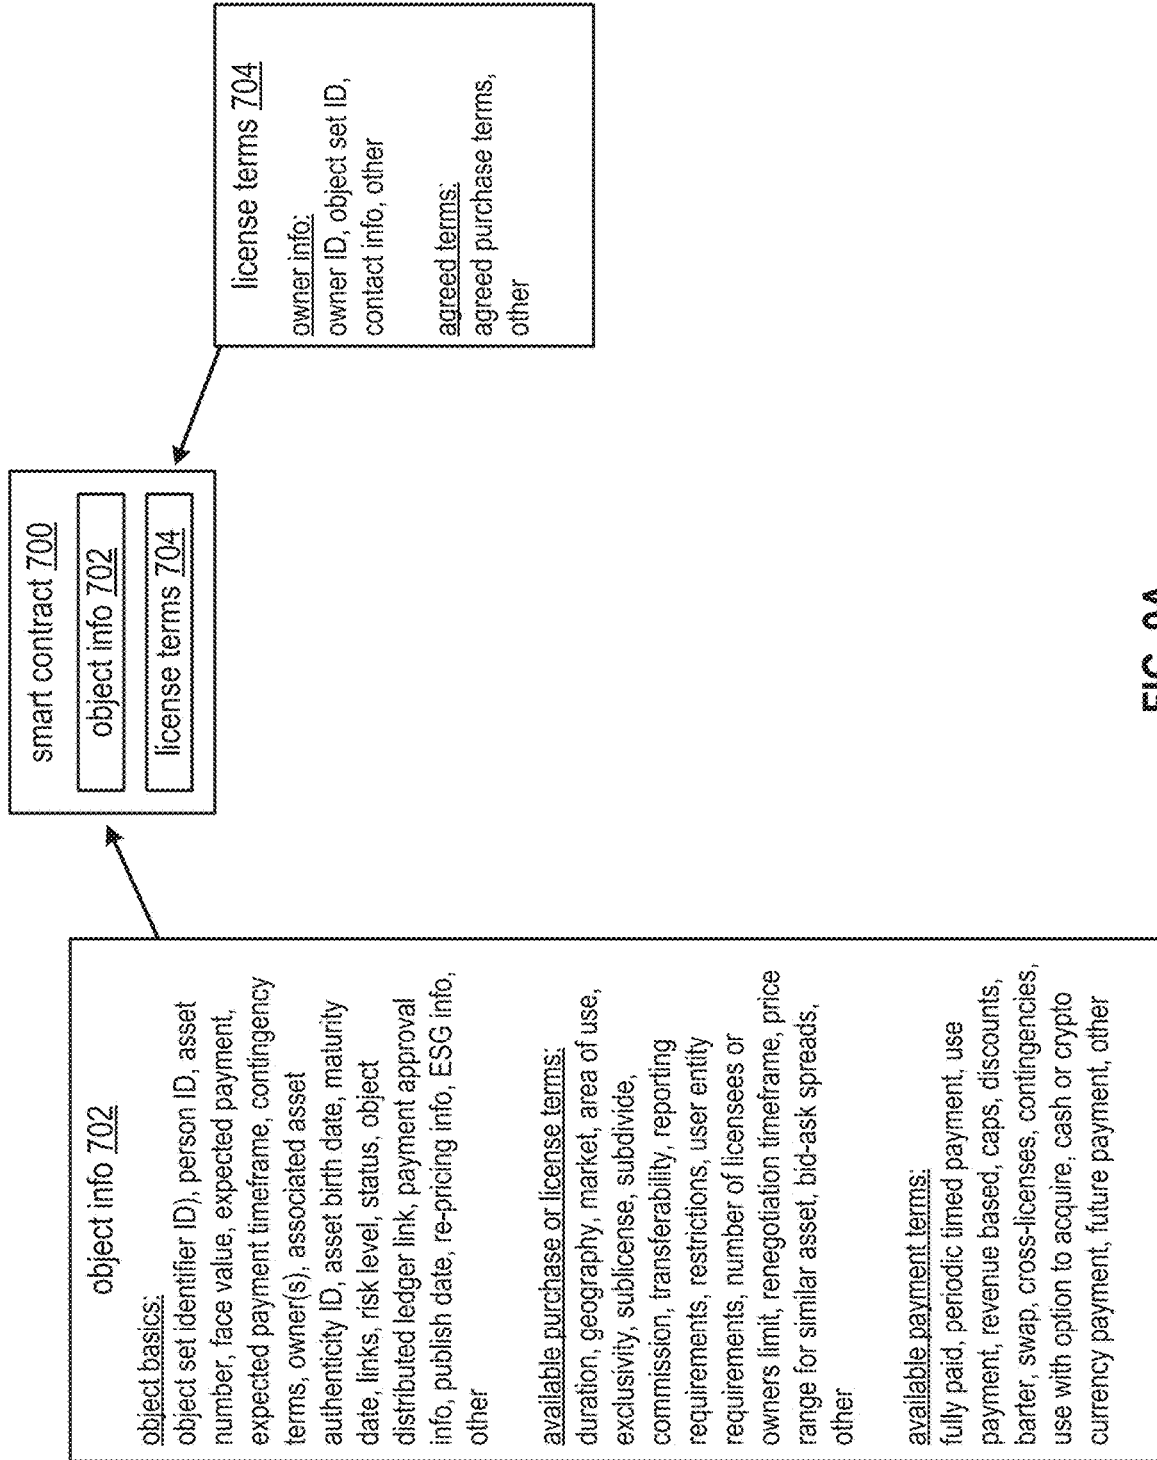 smart contract 700
object info 702
license terms 704
object info 702
object basics:
object set identifier ID), person ID, asset
number, face value, expected payment,
expected payment timeframe, contingency
terms, owner(s), associated asset
authenticity ID, asset birth date, maturity
date, links, risk level, status, object
distributed ledger link, payment approval
info, publish date, re-pricing info, ESG info,
other
available purchase or license terms:
duration, geography, market, area of use,
exclusivity, sublicense, subdivide,
commission, transferability, reporting
requirements, restrictions, user entity
requirements, number of licensees or
owners limit, renegotiation timeframe, price
range for similar asset, bid-ask spreads,
other
available payment terms:
fully paid, periodic timed payment, use
payment, revenue based, caps, discounts,
barter, swap, cross-licenses, contingencies,
use with option to acquire, cash or crypto
currency payment, future payment, other
license terms 704
owner info:
owner ID, object set ID,
contact info, other
agreed terms:
agreed purchase terms,
other
FIG.